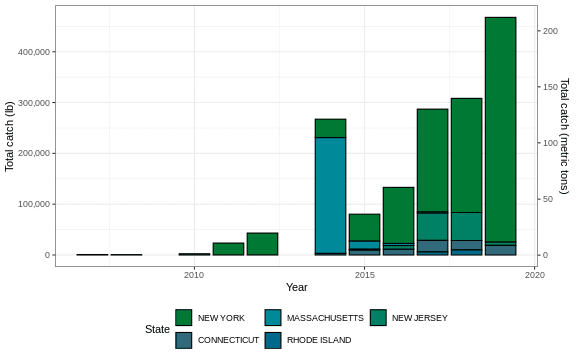 400,000
300,000
200,000
100,000
0
Total catch (lb)
200
150
100
50
0
Total catch (metric tons)
2010 2015 2020
Year
State
NEW YORK MASSACHUSETTS NEW JERSEY
CONNECTICUT RHODE ISLAND